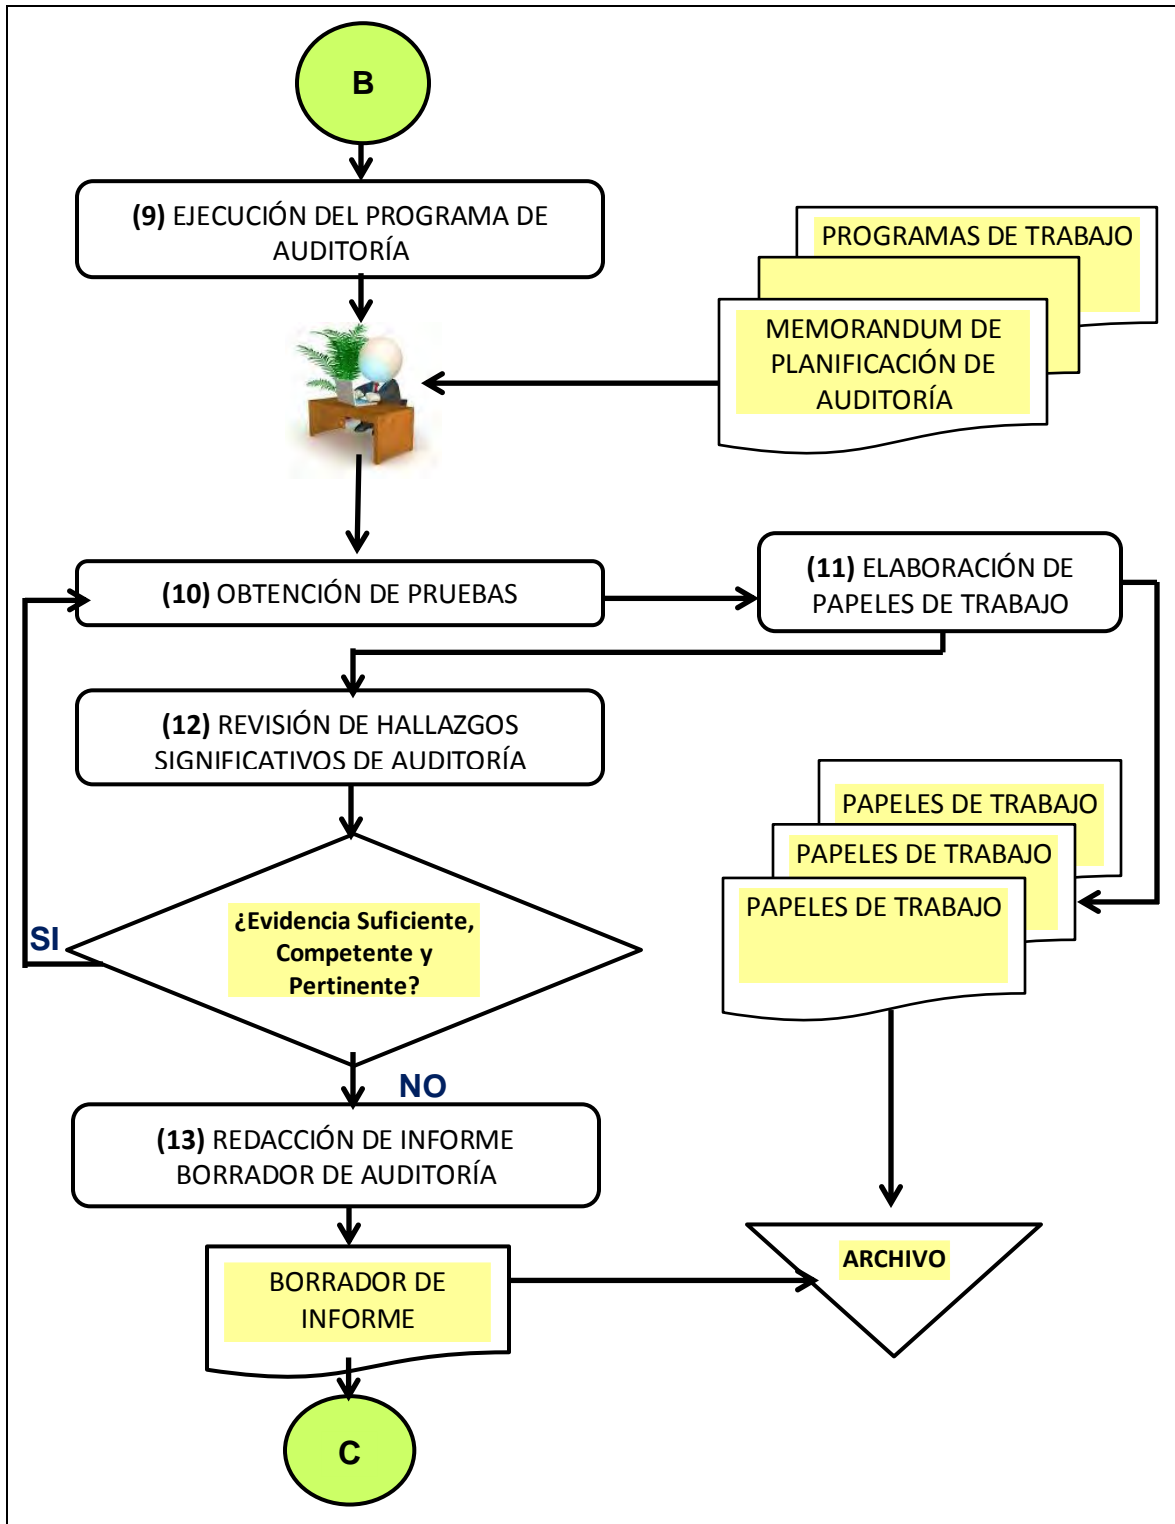 B
(9) EJECUCIÓN DEL PROGRAMA DE
AUDITORÍA
PROGRAMAS DE TRABAJO
MEMORANDUM DE
PLANIFICACIÓN DE
AUDITORÍA
(10) OBTENCIÓN DE PRUEBAS
(11) ELABORACIÓN DE
PAPELES DE TRABAJO
(12) REVISIÓN DE HALLAZGOS
SIGNIFICATIVOS DE AUDITORÍA
PAPELES DE TRABAJO
PAPELES DE TRABAJO
PAPELES DE TRABAJO
¿Evidencia Suficiente,
Competente y
Pertinente?
SI
NO
(13) REDACCIÓN DE INFORME
BORRADOR DE AUDITORÍA
BORRADOR DE
INFORME
ARCHIVO
C